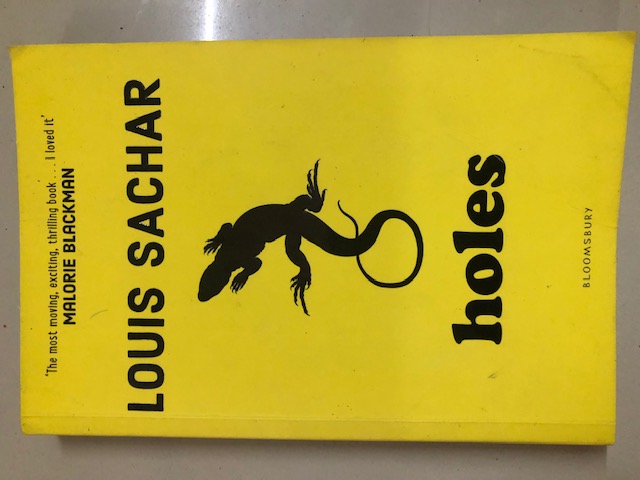 'The most moving, exciting, thrilling book . . . I loved it'
MALORIE BLACKMAN
LOUIS SACHAR
holes
BLOOMSBURY